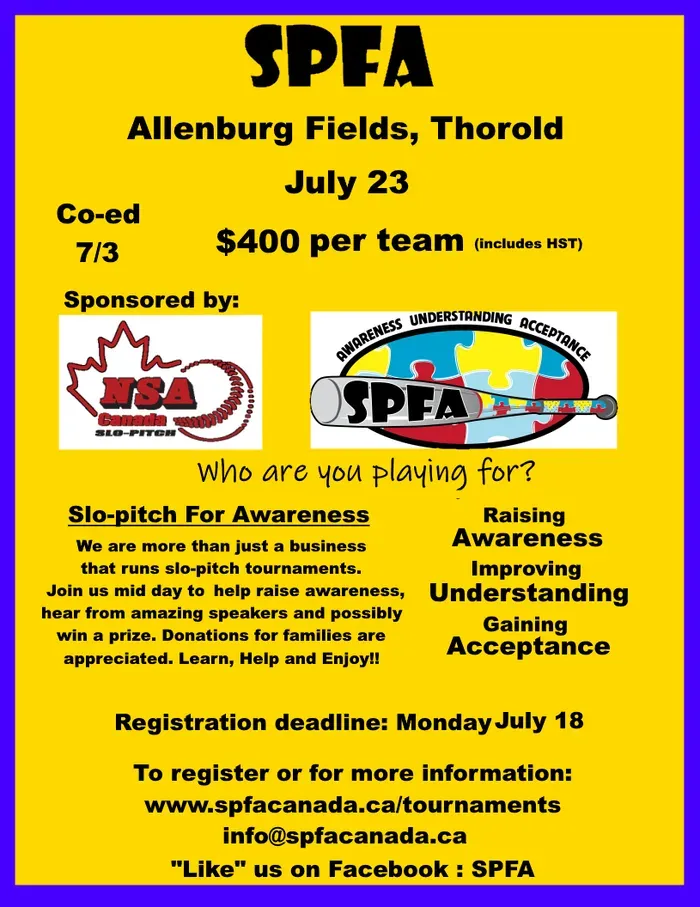 SPFA
Allenburg Fields, Thorold
July 23
Co-ed
7/3
$400 per team (includes HST)
Sponsored by:
NSA
Canada
SLO-PITCH
AWARENESS UNDERSTANDING ACCEPTANCE
SPFA
Who are you playing for?
Slo-pitch For Awareness
We are more than just a business
that runs slo-pitch tournaments.
Join us mid day to help raise awareness,
hear from amazing speakers and possibly
win a prize. Donations for families are
appreciated. Learn, Help and Enjoy!!
Raising
Awareness
Improving
Understanding
Gaining
Acceptance
Registration deadline: Monday July 18
To register or for more information:
www.spfacanada.ca/tournaments
info@spfacanada.ca
"Like" us on Facebook : SPFA